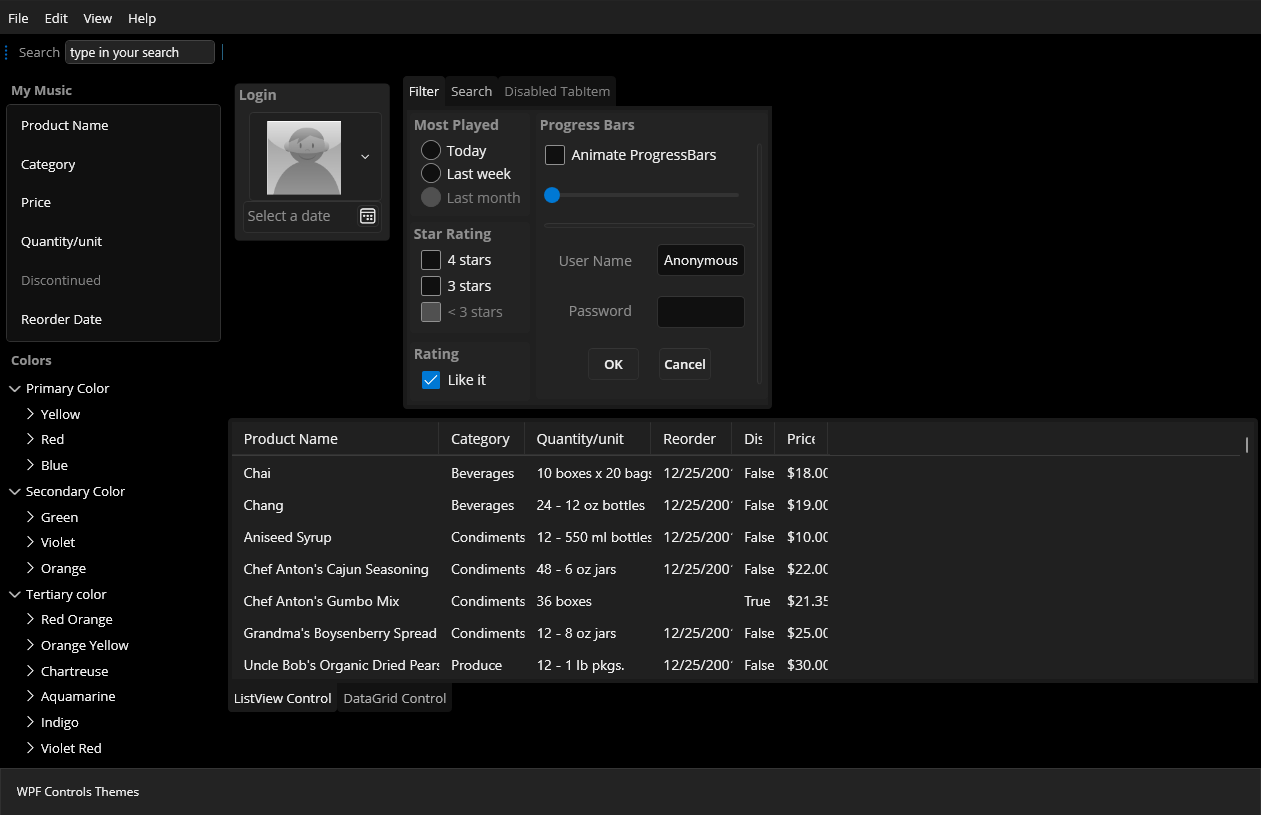 File Edit View Help
Search type in your search
My Music
Product Name
Category
Price
Quantity/unit
Discontinued
Reorder Date
Colors
Primary Color
Yellow
Red
Blue
Secondary Color
Green
Violet
Orange
Tertiary color
Red Orange
Orange Yellow
Chartreuse
Aquamarine
Indigo
Violet Red
Login
Select a date
Filter Search Disabled TabItem
Most Played
Today
Last week
Last month
Star Rating
4 stars
3 stars
< 3 stars
Rating
Like it
Progress Bars
Animate ProgressBars
User Name Anonymous
Password
OK Cancel
Product Name Category Quantity/unit Reorder Dis Price
Chai Beverages 10 boxes x 20 bags 12/25/2001 False $18.00
Chang Beverages 24 - 12 oz bottles 12/25/2001 False $19.00
Aniseed Syrup Condiments 12 - 550 ml bottles 12/25/2001 False $10.00
Chef Anton's Cajun Seasoning Condiments 48 - 6 oz jars 12/25/2001 False $22.00
Chef Anton's Gumbo Mix Condiments 36 boxes True $21.35
Grandma's Boysenberry Spread Condiments 12 - 8 oz jars 12/25/2001 False $25.00
Uncle Bob's Organic Dried Pears Produce 12 - 1 lb pkgs. 12/25/2001 False $30.00
ListView Control DataGrid Control
WPF Controls Themes